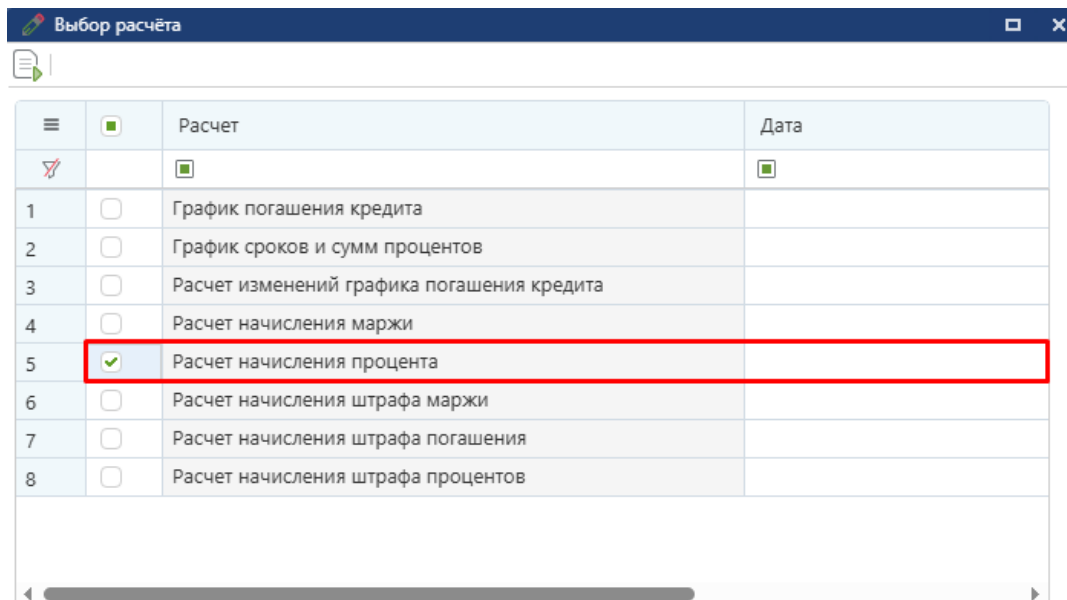 Выбор расчёта
Расчет Дата
1 График погашения кредита
2 График сроков и сумм процентов
3 Расчет изменений графика погашения кредита
4 Расчет начисления маржи
5 Расчет начисления процента
6 Расчет начисления штрафа маржи
7 Расчет начисления штрафа погашения
8 Расчет начисления штрафа процентов